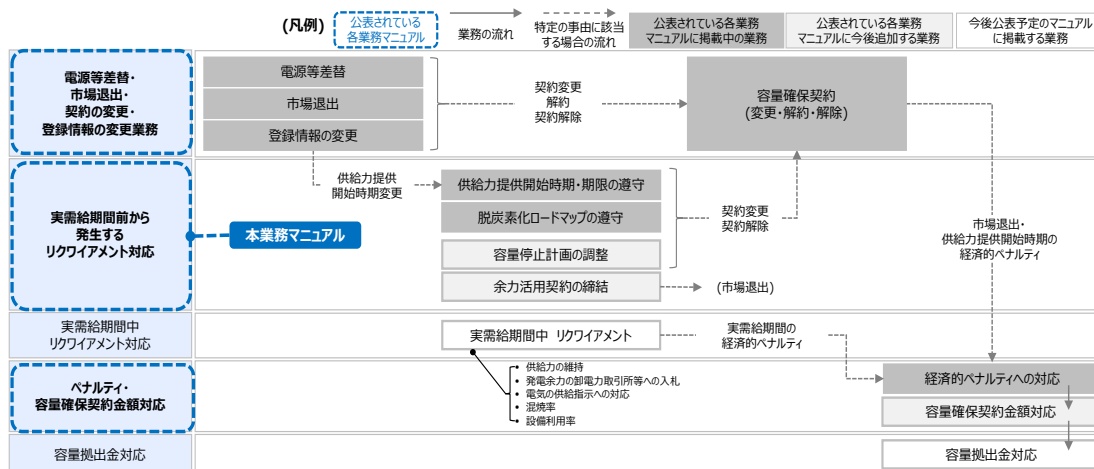 (凡例)
公表されている
各業務マニュアル
業務の流れ
特定の事由に該当
する場合の流れ
公表されている各業務
マニュアルに掲載中の業務
公表されている各業務
マニュアルに今後追加する業務
今後公表予定のマニュアル
に掲載する業務
電源等差替・
市場退出・
契約の変更・
登録情報の変更業務
電源等差替
市場退出
登録情報の変更
契約変更
解約
契約解除
容量確保契約
(変更・解約・解除)
実需給期間前から
発生する
リクワイアメント対応
本業務マニュアル
供給力提供
開始時期変更
供給力提供開始時期・期限の遵守
脱炭素化ロードマップの遵守
容量停止計画の調整
余力活用契約の締結
契約変更
契約解除
(市場退出)
市場退出・
供給力提供開始時期の
経済的ペナルティ
実需給期間中
リクワイアメント対応
実需給期間中 リクワイアメント
実需給期間の
経済的ペナルティ
• 供給力の維持
• 発電余力の卸電力取引所等への入札
• 電気の供給指示への対応
• 混焼率
• 設備利用率
ペナルティ・
容量確保契約金額対応
経済的ペナルティへの対応
容量確保契約金額対応
容量拠出金対応
容量拠出金対応